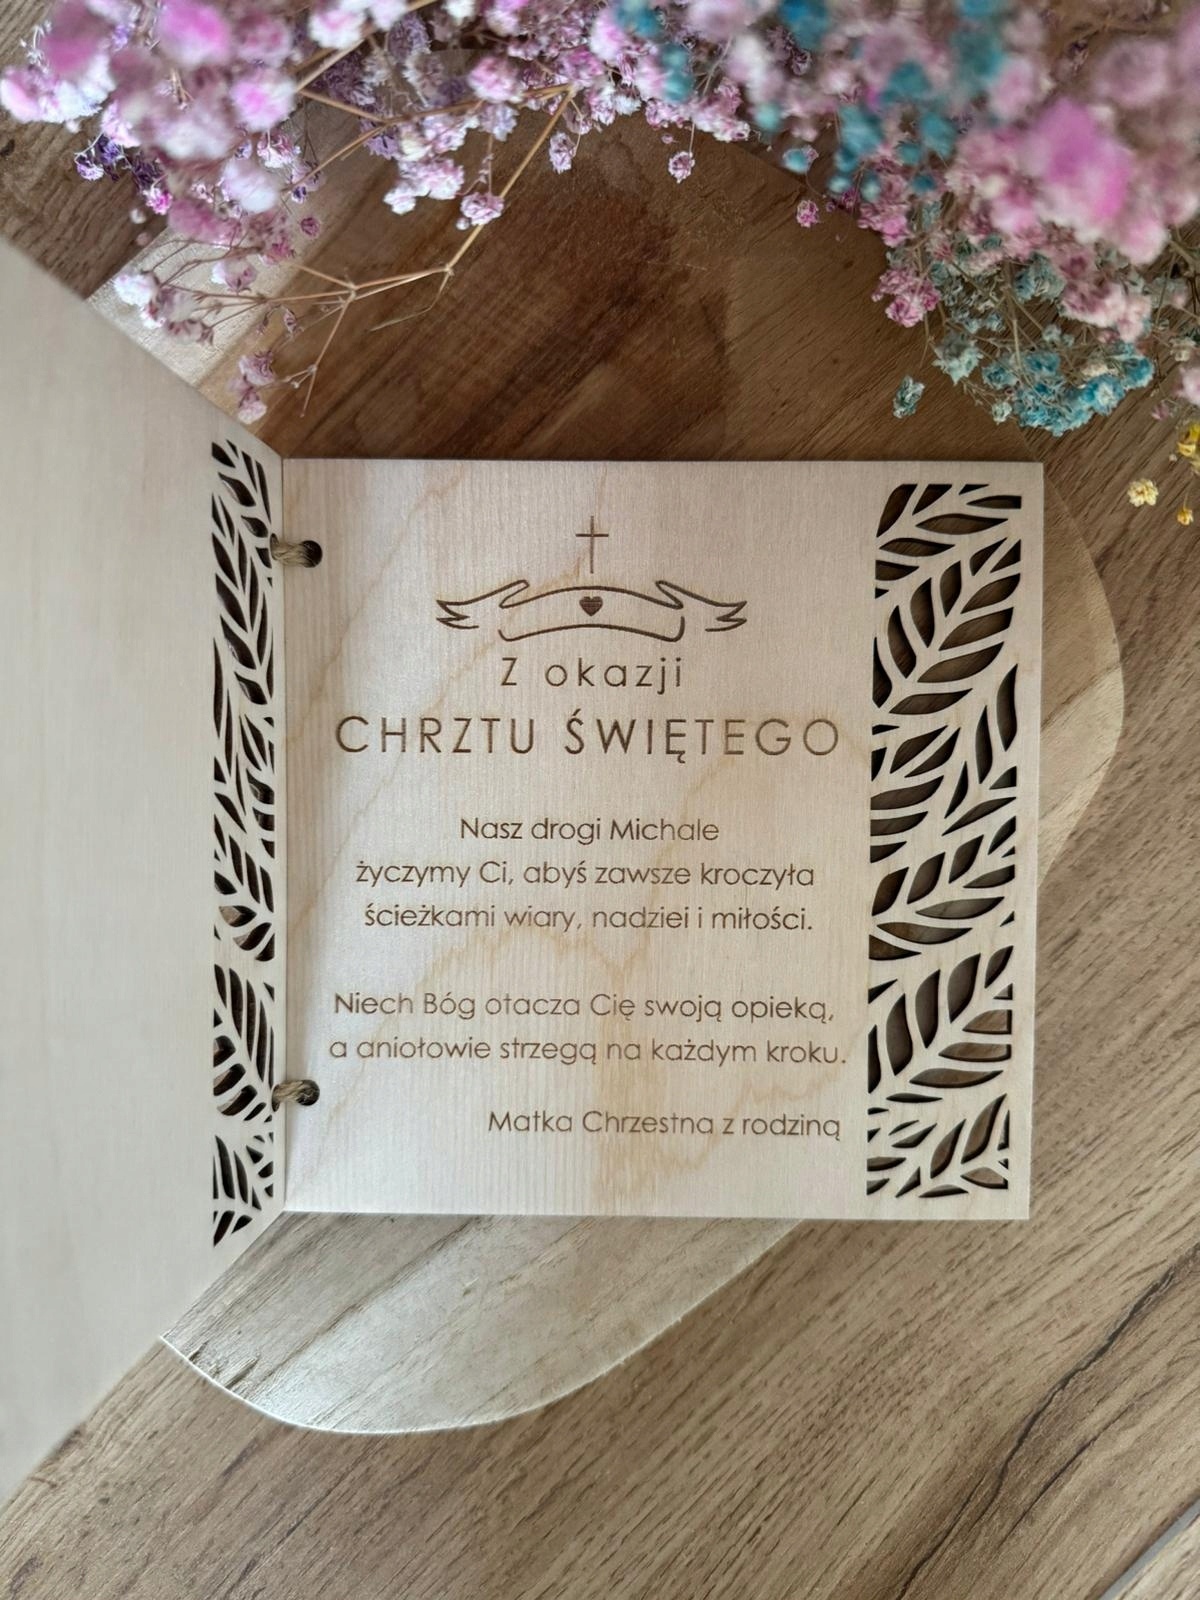 Z okazji
CHRZTU ŚWIĘTEGO
Nasz drogi Michale
życzymy Ci, abyś zawsze kroczyła
ścieżkami wiary, nadziei i miłości.
Niech Bóg otacza Cię swoją opieką,
a aniołowie strzegą na każdym kroku.
Matka Chrzestna z rodziną